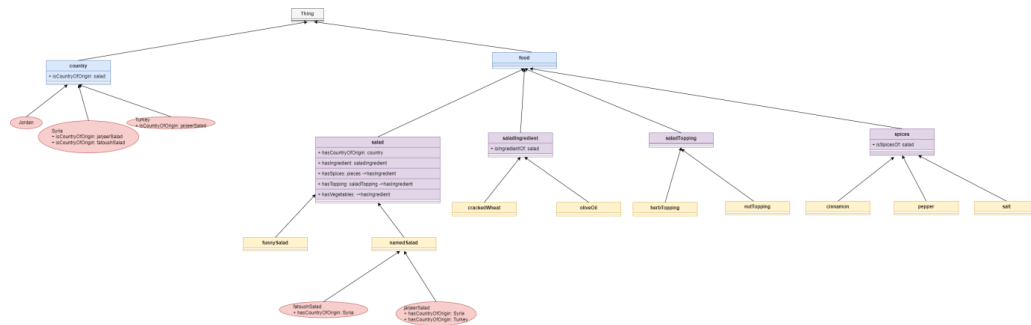 Thing
country
+ isCountryOfOrigin: salad
food
Jordan
Syria
+ isCountryOfOrigin: jarjeerSalad
+ isCountryOfOrigin: fatoushSalad
Turkey
+ isCountryOfOrigin: jarjeerSalad
salad
+ hasCountryOfOrigin: country
+ hasIngredient: saladIngredient
+ hasSpices: pieces ->hasIngredient
+ hasTopping: saladTopping ->hasIngredient
+ hasVegetables: ->hasIngredient
saladIngredient
+ isIngredientOf: salad
saladTopping
spices
+ isSpicesOf: salad
crackedWheat
oliveOil
herbTopping
nutTopping
cinnamon
pepper
salt
funnySalad
namedSalad
fatoushSalad
+ hasCountryOfOrigin: Syria
jarjeerSalad
+ hasCountryOfOrigin: Syria
+ hasCountryOfOrigin: Turkey